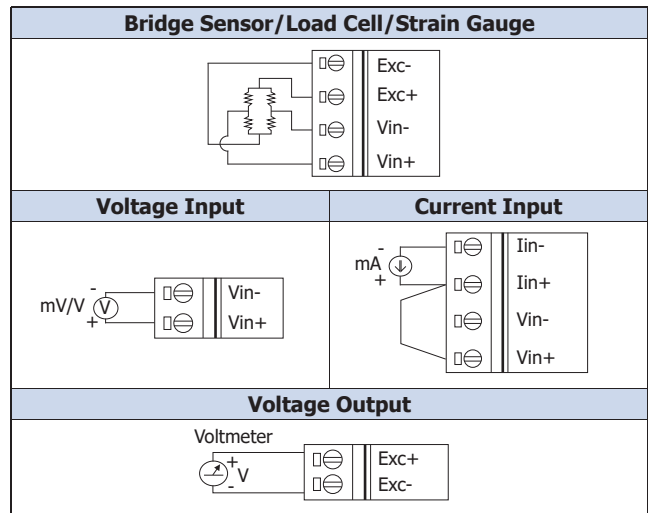 Bridge Sensor/Load Cell/Strain Gauge
Exc-
Exc+
Vin-
Vin+
Voltage Input
mV/V
-
V
+
Vin-
Vin+
Current Input
mA
-
+
Iin-
Iin+
Vin-
Vin+
Voltage Output
Voltmeter
+
V
-
Exc+
Exc-